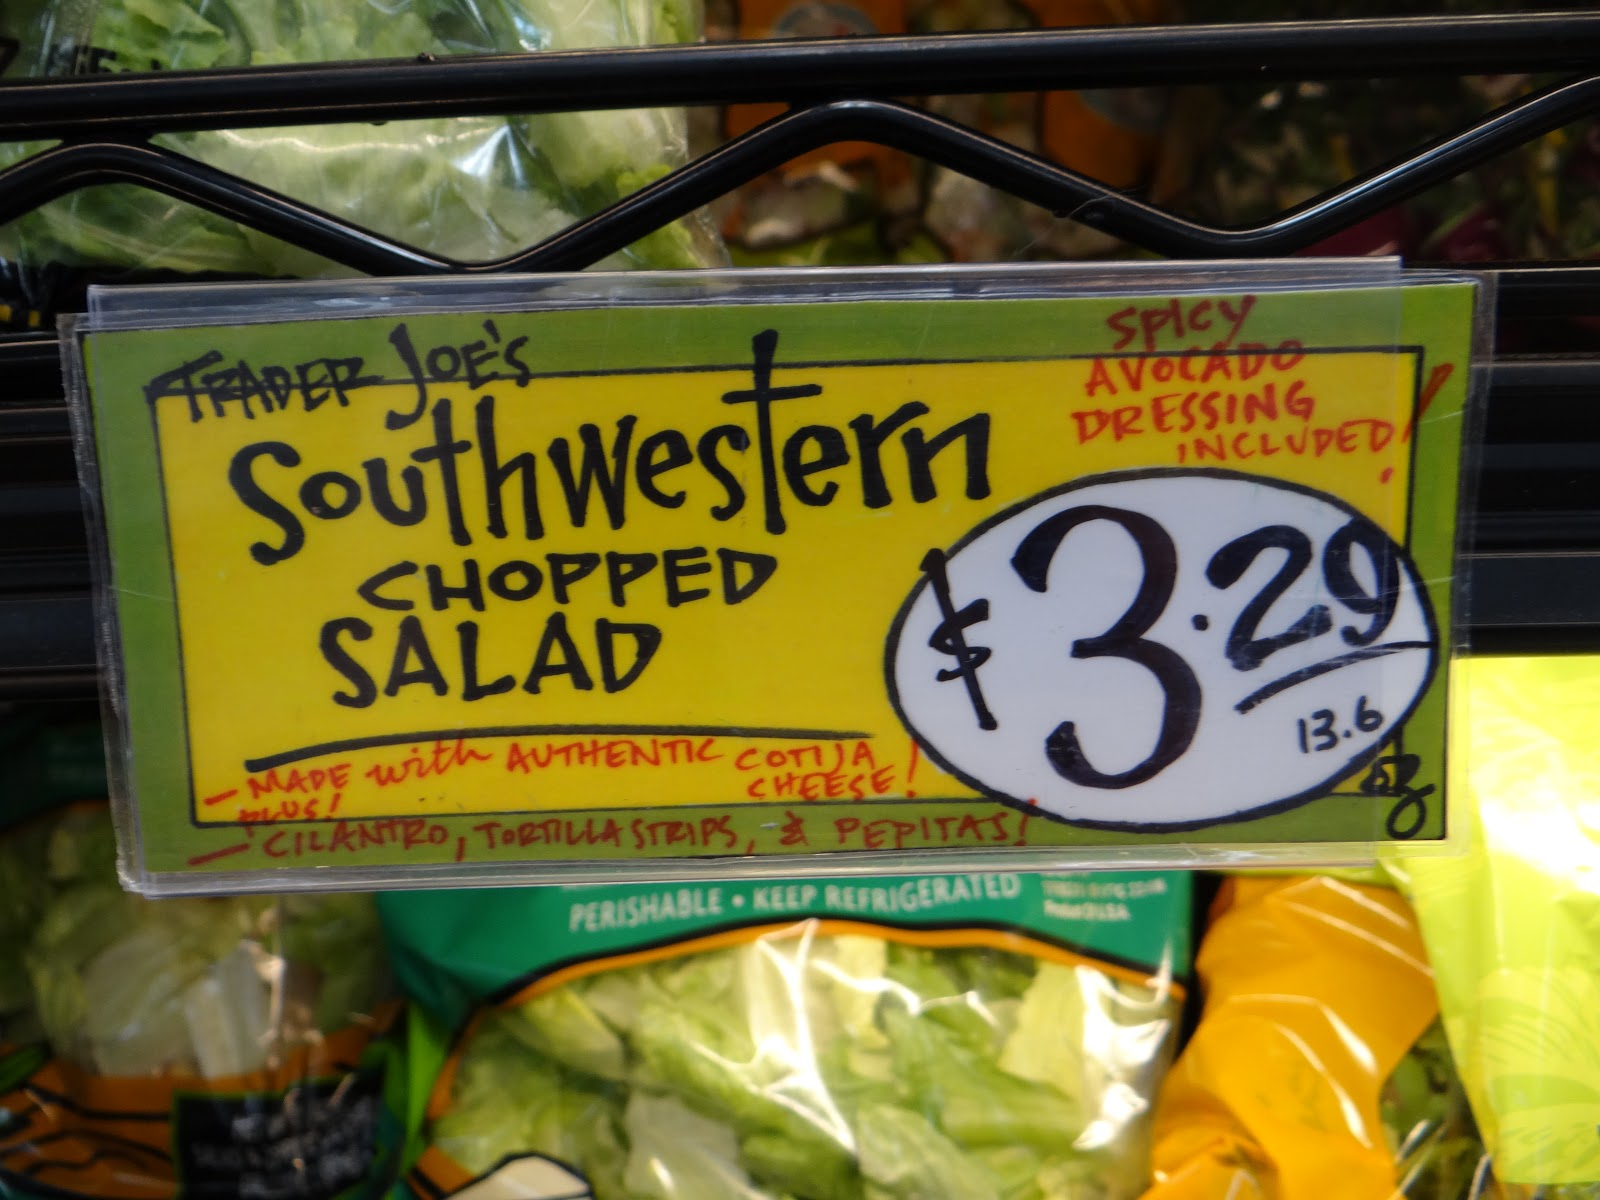 TRADER JOE'S
Southwestern
CHOPPED
SALAD
SPICY
AVOCADO
DRESSING
INCLUDED!
$3.29
13.6
oz
- MADE with AUTHENTIC COTIJA
CHEESE!
PLUS!
- CILANTRO, TORTILLA STRIPS, & PEPITAS!
PERISHABLE • KEEP REFRIGERATED